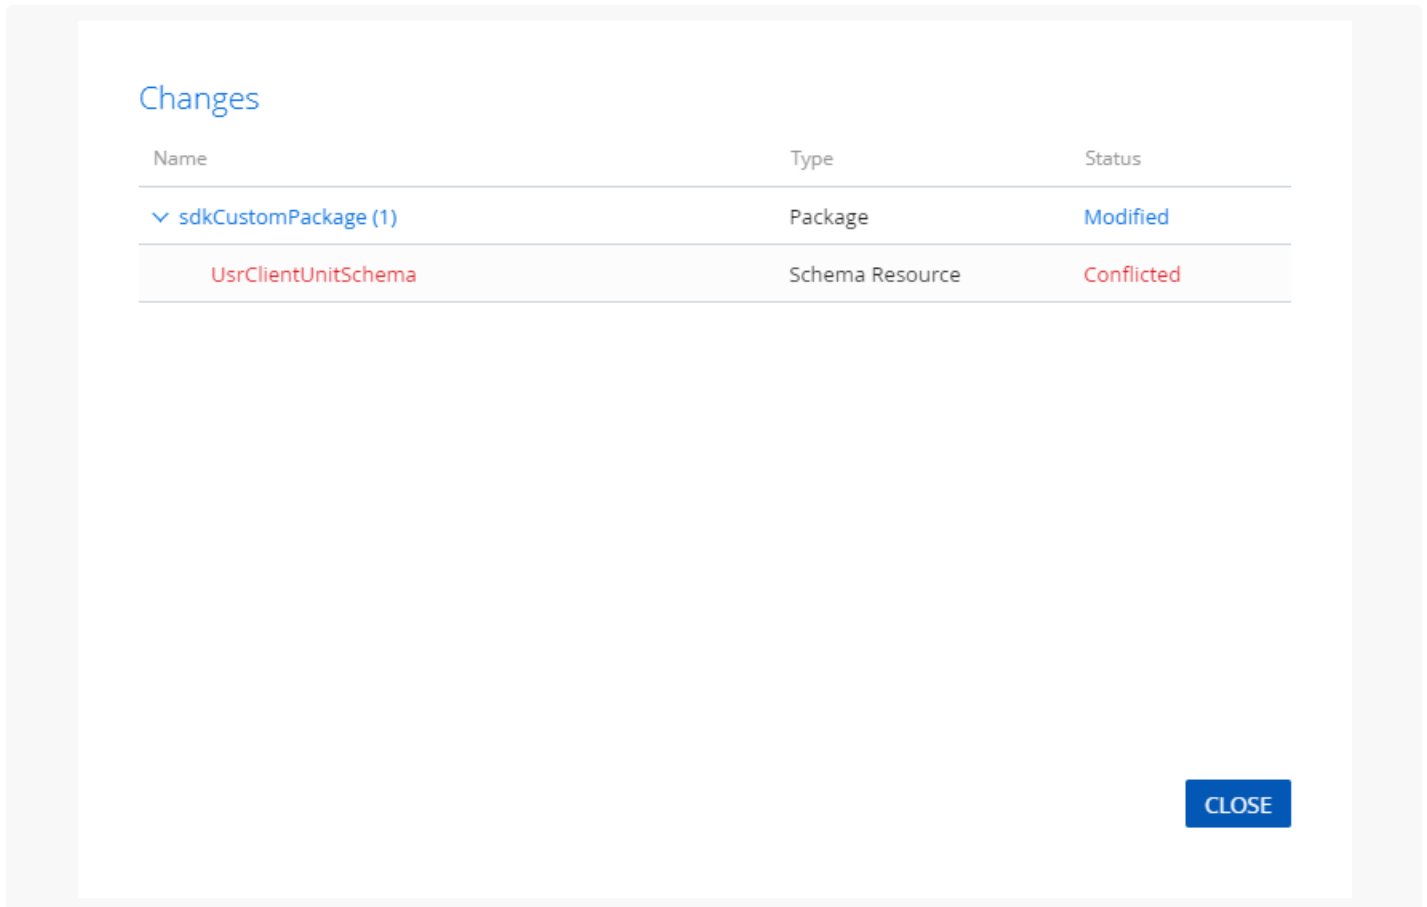 Changes
Name Type Status
sdkCustomPackage (1) Package Modified
UsrClientUnitSchema Schema Resource Conflicted
CLOSE